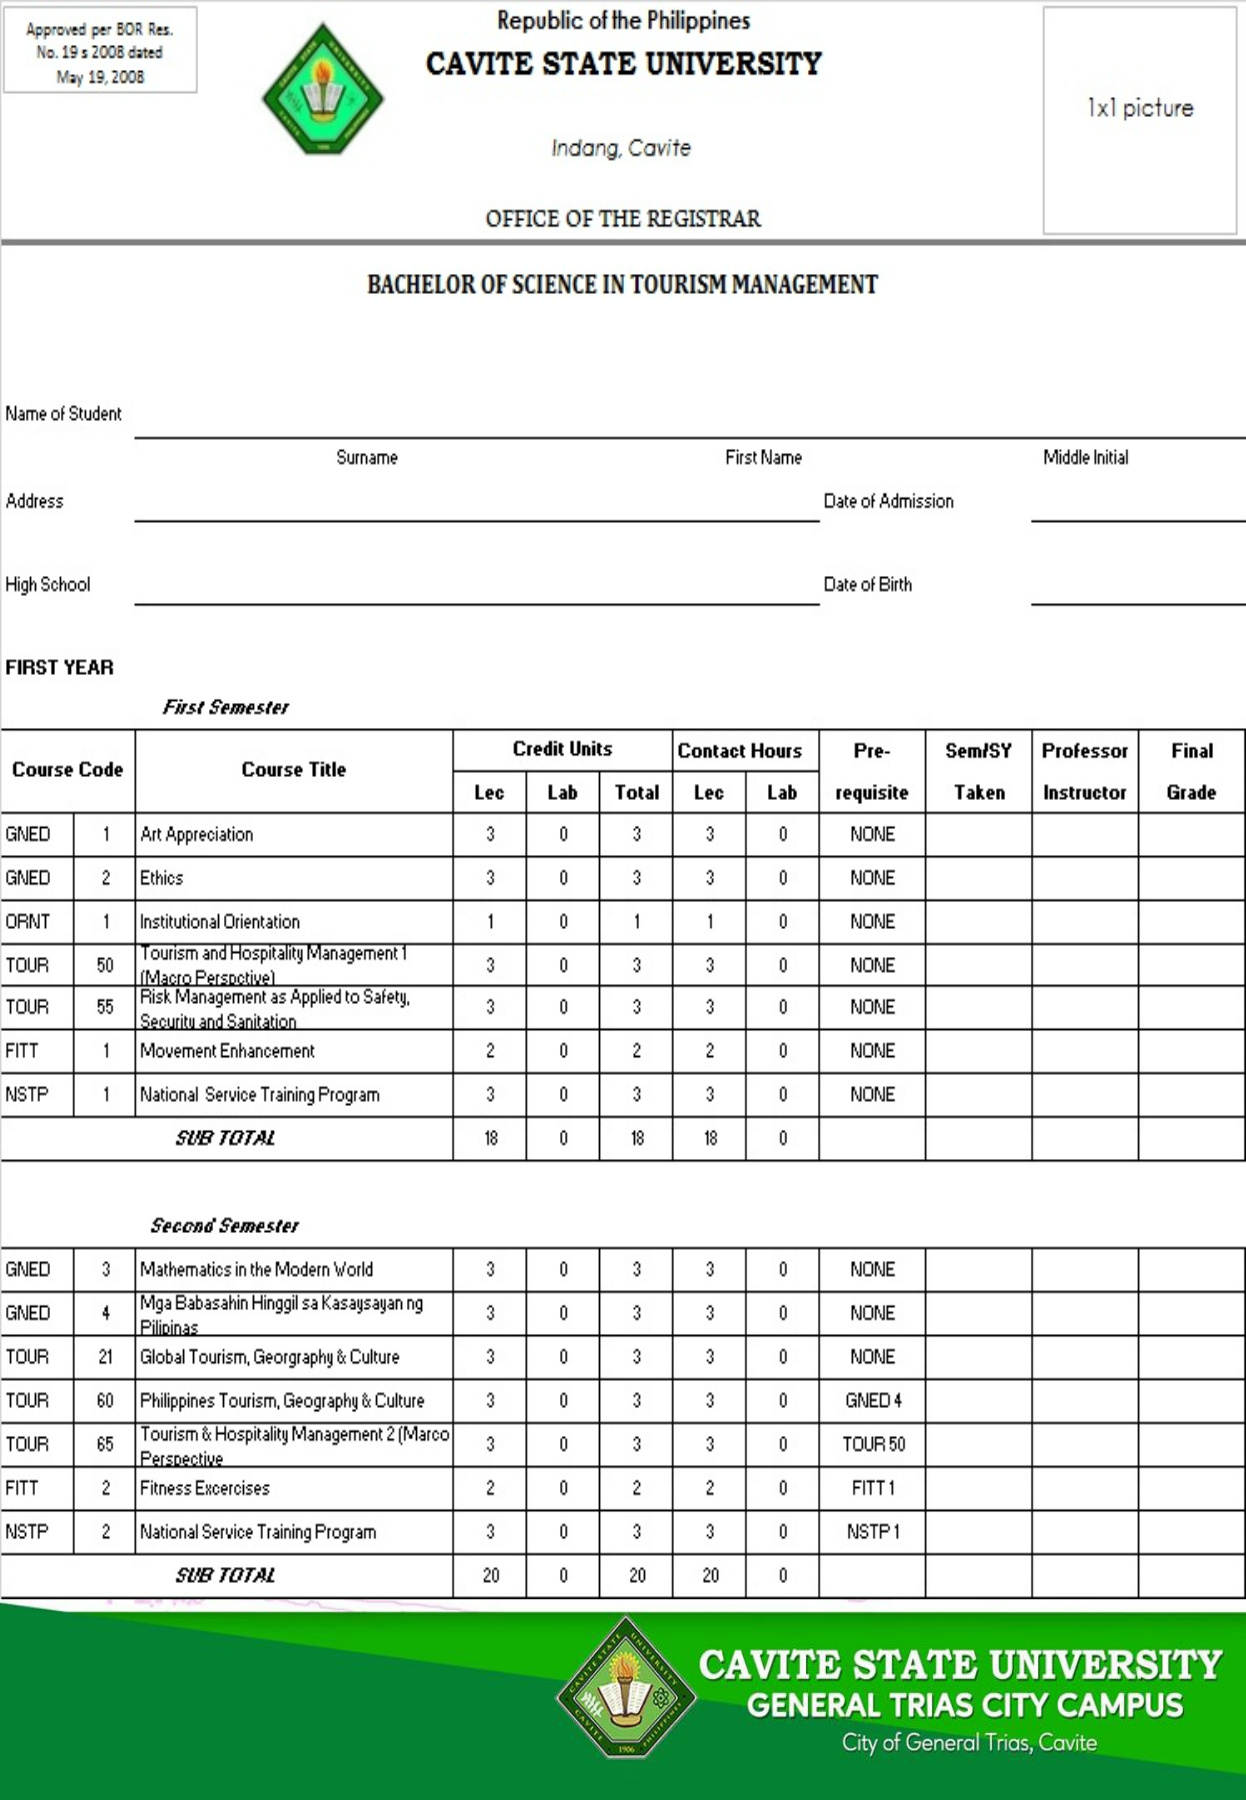 Approved per BOR Res.
No. 19 s 2008 dated
May 19, 2008
Republic of the Philippines
CAVITE STATE UNIVERSITY
Indang, Cavite
OFFICE OF THE REGISTRAR
1x1 picture
BACHELOR OF SCIENCE IN TOURISM MANAGEMENT
Name of Student
Surname First Name Middle Initial
Address Date of Admission
High School Date of Birth
FIRST YEAR
First Semester
Course Code Course Title Credit Units Contact Hours Pre-requisite Sem/SY Taken Professor Instructor Final Grade
Lec Lab Total Lec Lab
GNED 1 Art Appreciation 3 0 3 3 0 NONE
GNED 2 Ethics 3 0 3 3 0 NONE
ORNT 1 Institutional Orientation 1 0 1 1 0 NONE
TOUR 50 Tourism and Hospitality Management 1 (Macro Perspctive) 3 0 3 3 0 NONE
TOUR 55 Risk Management as Applied to Safety, Security and Sanitation 3 0 3 3 0 NONE
FITT 1 Movement Enhancement 2 0 2 2 0 NONE
NSTP 1 National Service Training Program 3 0 3 3 0 NONE
SUB TOTAL 18 0 18 18 0
Second Semester
GNED 3 Mathematics in the Modern World 3 0 3 3 0 NONE
GNED 4 Mga Babasahin Hinggil sa Kasaysayan ng Pilipinas 3 0 3 3 0 NONE
TOUR 21 Global Tourism, Georgraphy & Culture 3 0 3 3 0 NONE
TOUR 60 Philippines Tourism, Geography & Culture 3 0 3 3 0 GNED 4
TOUR 65 Tourism & Hospitality Management 2 (Marco Perspective 3 0 3 3 0 TOUR 50
FITT 2 Fitness Excercises 2 0 2 2 0 FITT 1
NSTP 2 National Service Training Program 3 0 3 3 0 NSTP 1
SUB TOTAL 20 0 20 20 0
CAVITE STATE UNIVERSITY
CAVITE
PHILIPPINES
1906
CAVITE STATE UNIVERSITY
GENERAL TRIAS CITY CAMPUS
City of General Trias, Cavite